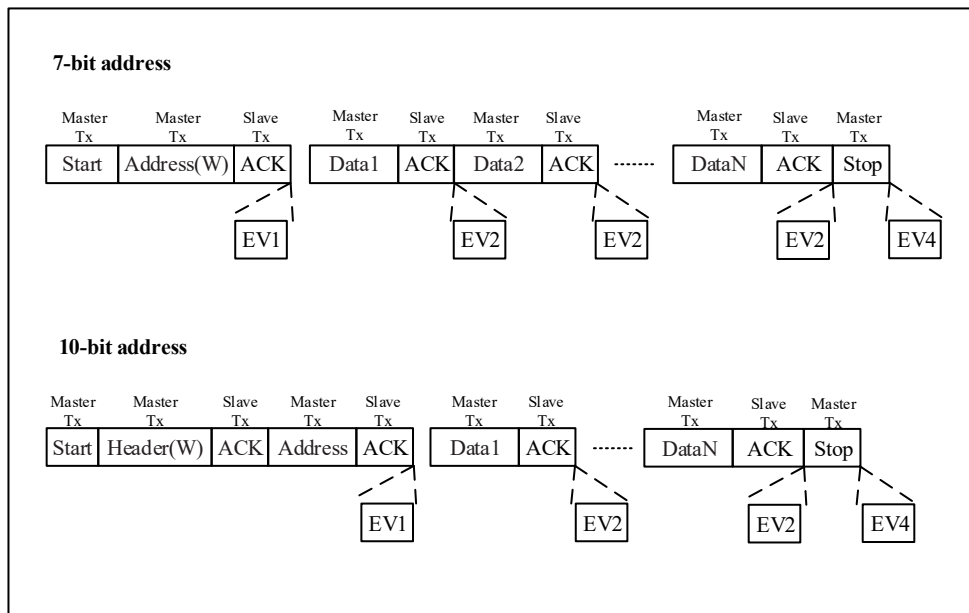 7-bit address
Master Tx Master Tx Slave Tx Master Tx Slave Tx Master Tx Slave Tx Master Tx Slave Tx Master Tx
Start Address(W) ACK Data1 ACK Data2 ACK DataN ACK Stop
EV1 EV2 EV2 EV2 EV4
10-bit address
Master Tx Master Tx Slave Tx Master Tx Slave Tx Master Tx Slave Tx Master Tx Slave Tx Master Tx
Start Header(W) ACK Address ACK Data1 ACK DataN ACK Stop
EV1 EV2 EV2 EV4